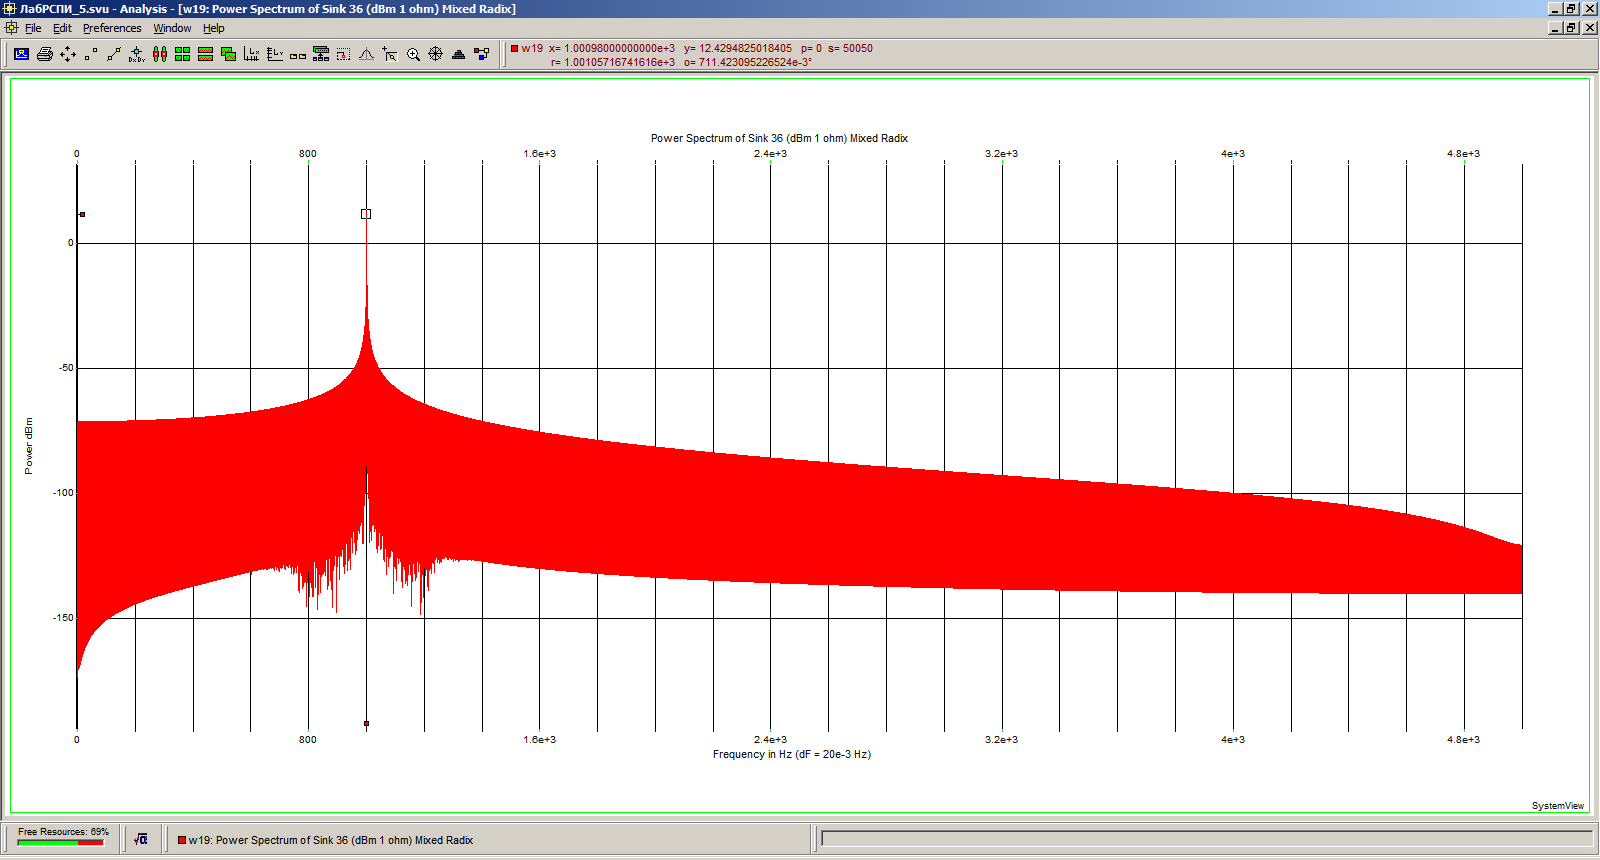 ЛабРСПИ_5.svu - Analysis - [w19: Power Spectrum of Sink 36 (dBm 1 ohm) Mixed Radix]
File Edit Preferences Window Help
w19 x= 1.00098000000000e+3 y= 12.4294825018405 p= 0 s= 50050
r= 1.00105716741616e+3 o= 711.423095226524e-3°
Power Spectrum of Sink 36 (dBm 1 ohm) Mixed Radix
0 800 1.6e+3 2.4e+3 3.2e+3 4e+3 4.8e+3
0
-50
Power dBm
-100
-150
0 800 1.6e+3 2.4e+3 3.2e+3 4e+3 4.8e+3
Frequency in Hz (dF = 20e-3 Hz)
SystemView
Free Resources: 69%
√α
w19: Power Spectrum of Sink 36 (dBm 1 ohm) Mixed Radix